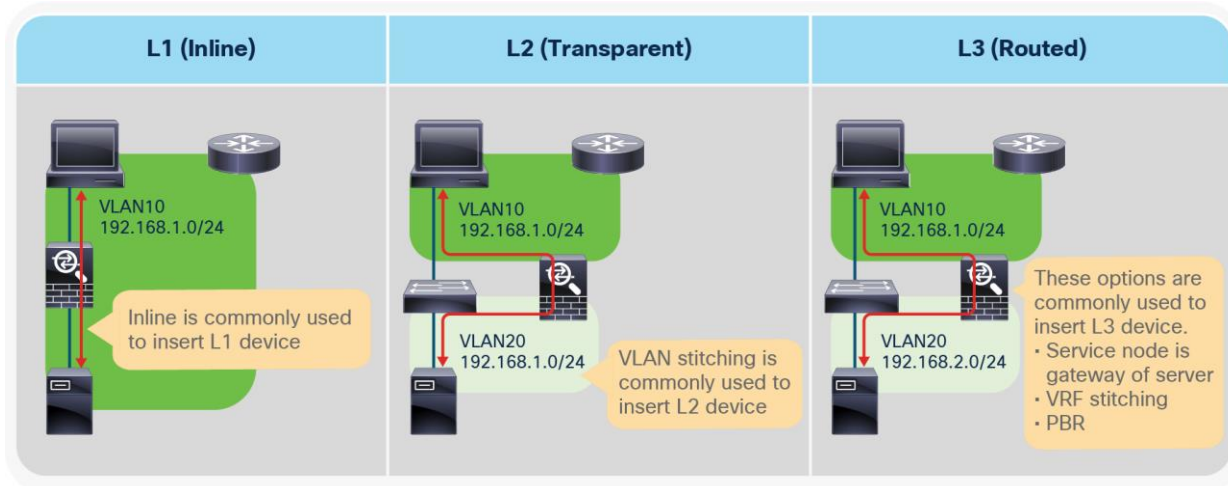 L1 (Inline)
L2 (Transparent)
L3 (Routed)
VLAN10
192.168.1.0/24
Inline is commonly used
to insert L1 device
VLAN10
192.168.1.0/24
VLAN20
192.168.1.0/24
VLAN stitching is
commonly used to
insert L2 device
VLAN10
192.168.1.0/24
VLAN20
192.168.2.0/24
These options are
commonly used to
insert L3 device.
· Service node is
gateway of server
· VRF stitching
· PBR